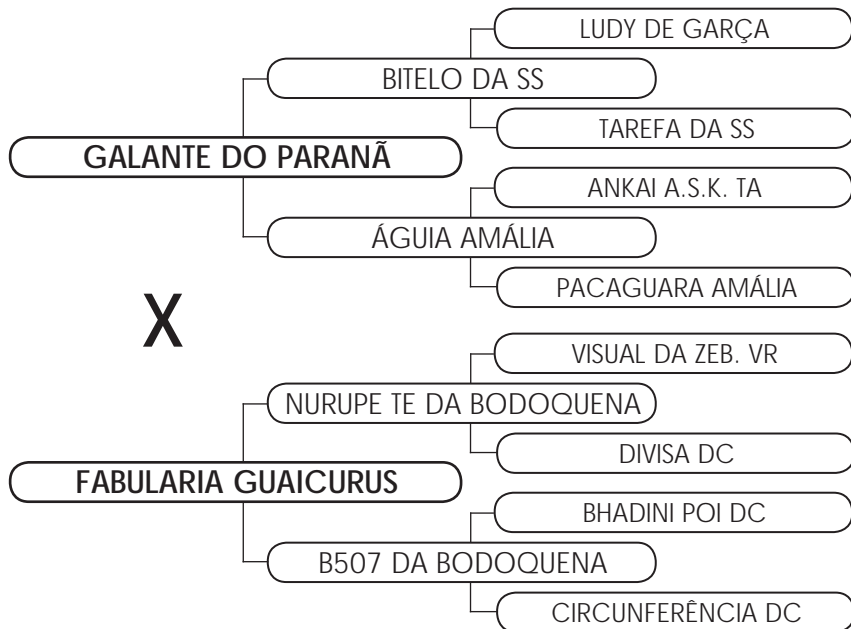 LUDY DE GARÇA
BITELO DA SS
TAREFA DA SS
GALANTE DO PARANÃ
ANKAI A.S.K. TA
ÁGUIA AMÁLIA
PACAGUARA AMÁLIA
X
VISUAL DA ZEB. VR
NURUPE TE DA BODOQUENA
DIVISA DC
FABULARIA GUAICURUS
BHADINI POI DC
B507 DA BODOQUENA
CIRCUNFERÊNCIA DC